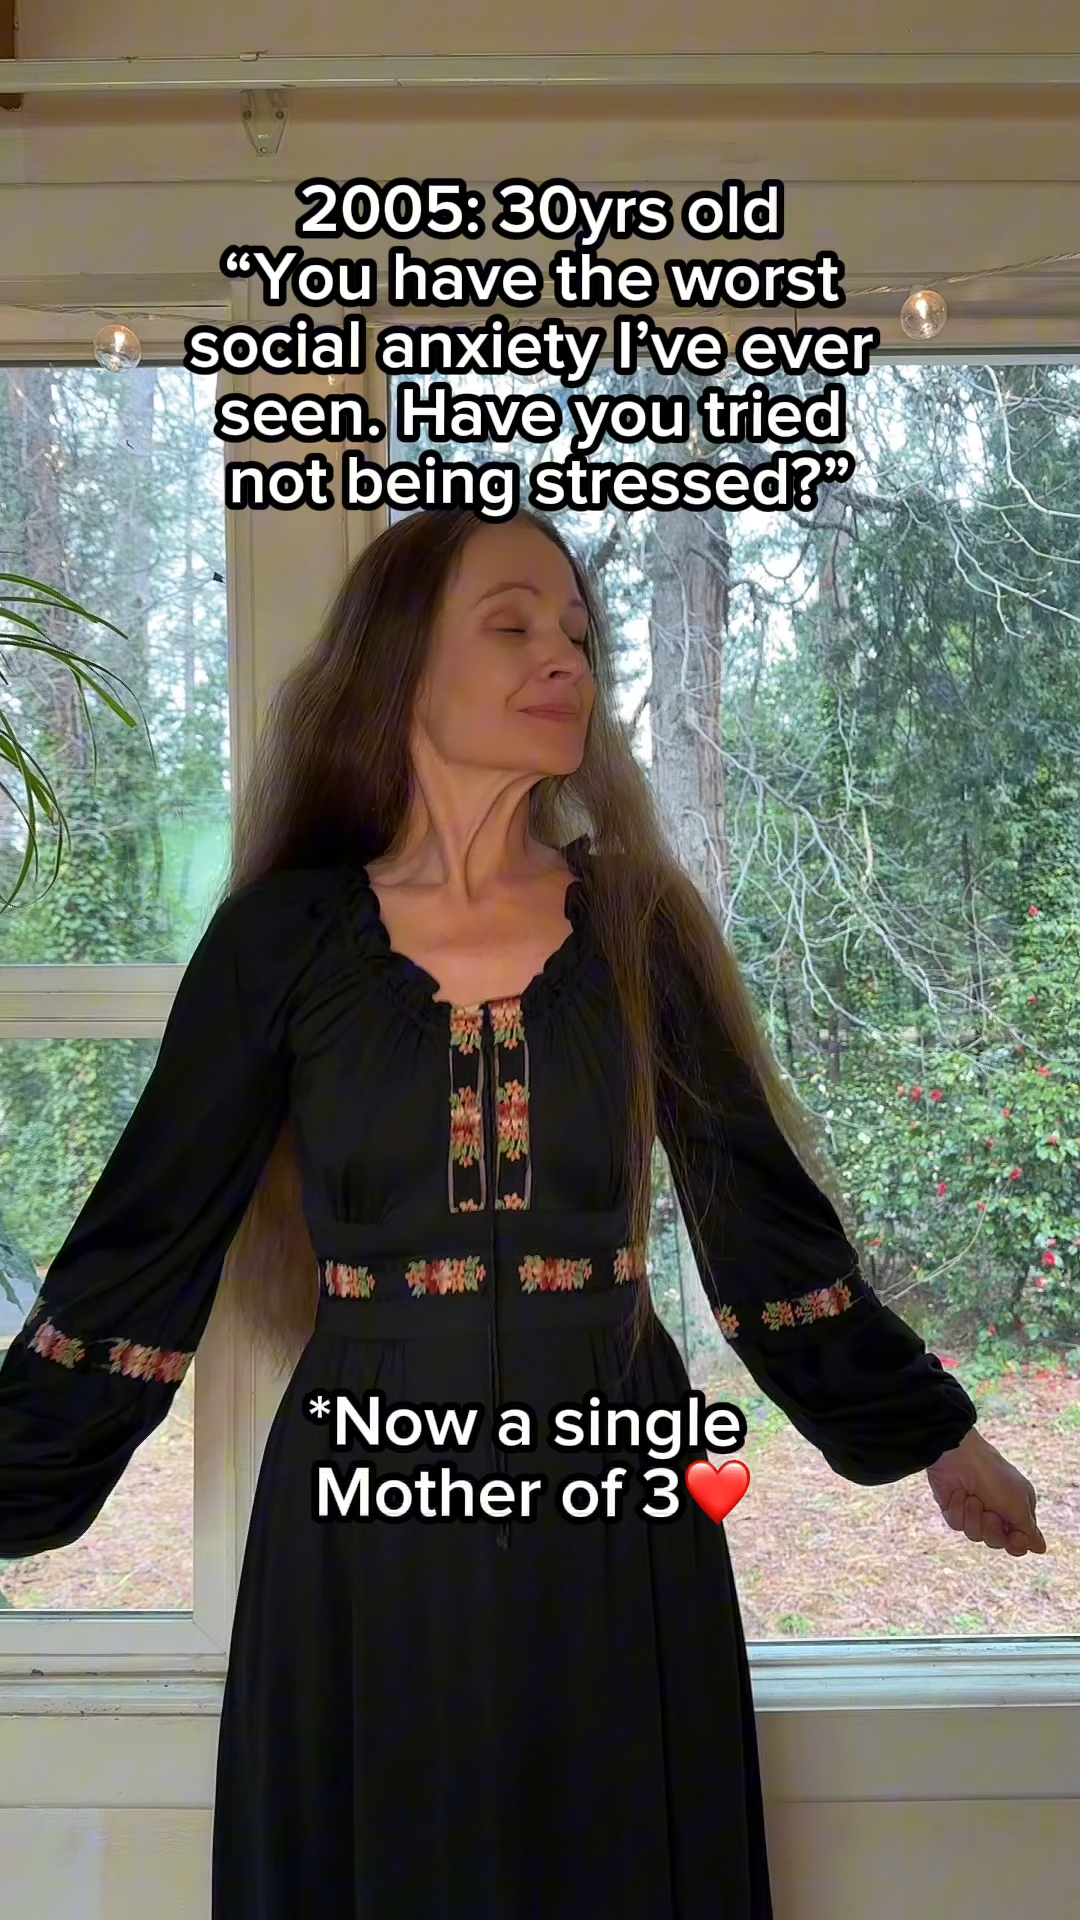 2005: 30yrs old
“You have the worst
social anxiety I’ve ever
seen. Have you tried
not being stressed?”
*Now a single
Mother of 3❤️